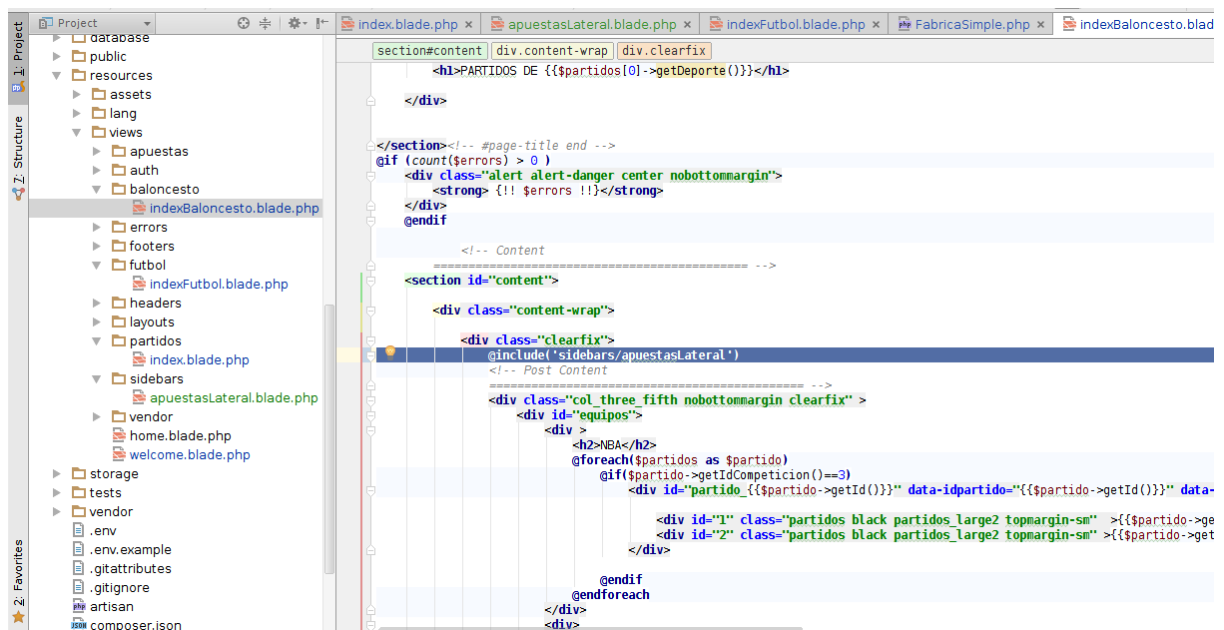 Project
index.blade.php × apuestasLateral.blade.php × indexFutbol.blade.php × FabricaSimple.php × indexBaloncesto.blad
1: Project
7: Structure
2: Favorites
database
public
resources
assets
lang
views
apuestas
auth
baloncesto
indexBaloncesto.blade.php
errors
footers
futbol
indexFutbol.blade.php
headers
layouts
partidos
index.blade.php
sidebars
apuestasLateral.blade.php
vendor
home.blade.php
welcome.blade.php
storage
tests
vendor
.env
.env.example
.gitattributes
.gitignore
artisan
composer.json
section#content div.content-wrap div.clearfix
<h1>PARTIDOS DE {{$partidos[0]->getDeporte()}}</h1>
</div>
</section><!-- #page-title end -->
@if (count($errors) > 0 )
<div class="alert alert-danger center nobottommargin">
<strong> {!! $errors !!}</strong>
</div>
@endif
<!-- Content
============================================= -->
<section id="content">
<div class="content-wrap">
<div class="clearfix">
@include('sidebars/apuestasLateral')
<!-- Post Content
============================================= -->
<div class="col_three_fifth nobottommargin clearfix" >
<div id="equipos">
<div >
<h2>NBA</h2>
@foreach($partidos as $partido)
@if($partido->getIdCompeticion()==3)
<div id="partido_{{$partido->getId()}}" data-idpartido="{{$partido->getId()}}" data-
<div id="1" class="partidos black partidos_large2 topmargin-sm" >{{$partido->ge
<div id="2" class="partidos black partidos_large2 topmargin-sm" >{{$partido->get
</div>
@endif
@endforeach
</div>
<div>